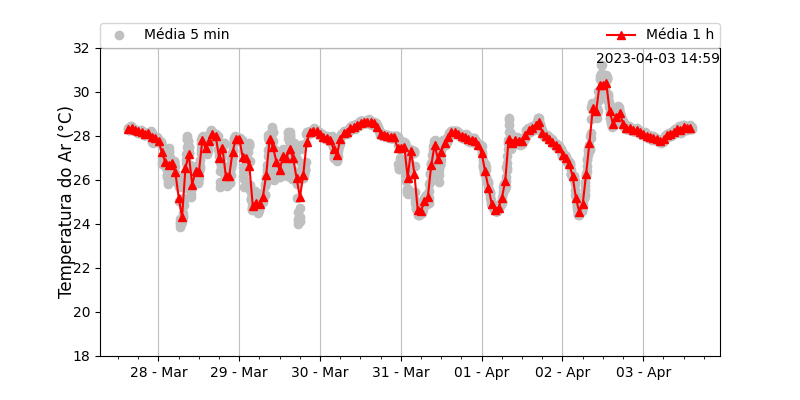 Média 5 min
Média 1 h
2023-04-03 14:59
Temperatura do Ar (°C)
32
30
28
26
24
22
20
18
28 - Mar
29 - Mar
30 - Mar
31 - Mar
01 - Apr
02 - Apr
03 - Apr